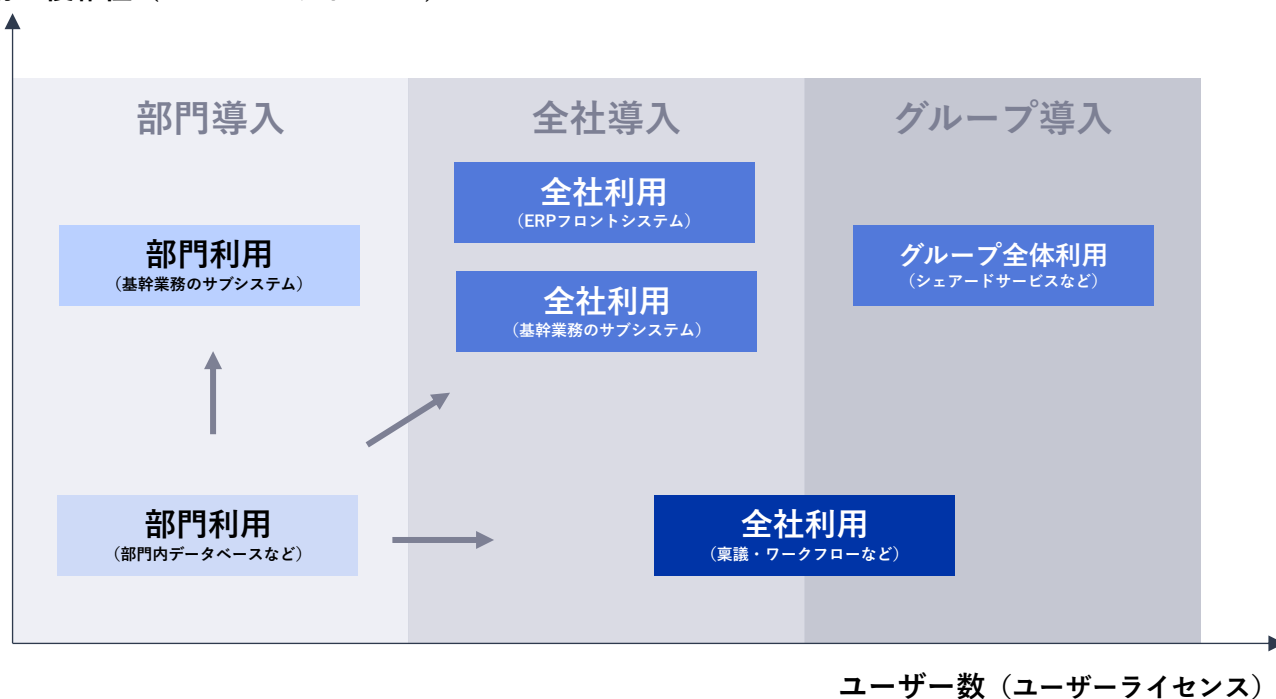 部門導入
全社導入
グループ導入
全社利用
（ERPフロントシステム）
部門利用
（基幹業務のサブシステム）
グループ全体利用
（シェアードサービスなど）
全社利用
（基幹業務のサブシステム）
部門利用
（部門内データベースなど）
全社利用
（稟議・ワークフローなど）
ユーザー数（ユーザーライセンス）